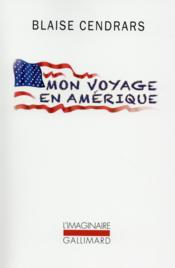 BLAISE CENDRARS
MON VOYAGE
EN AMÉRIQUE
L'IMAGINAIRE
GALLIMARD